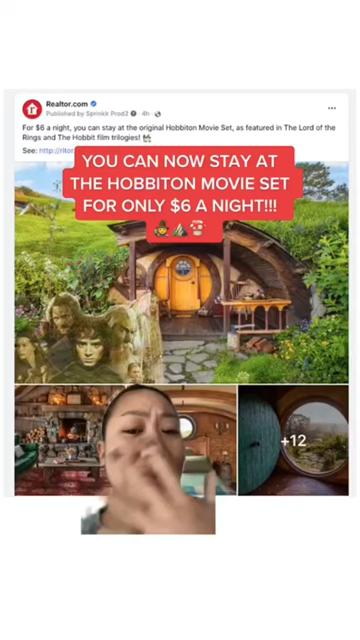 Realtor.com
Published by Sprinklr Prod2 · 4h ·
For $6 a night, you can stay at the original Hobbiton Movie Set, as featured in The Lord of the
Rings and The Hobbit film trilogies!
See:
YOU CAN NOW STAY AT
THE HOBBITON MOVIE SET
FOR ONLY $6 A NIGHT!!!
+12